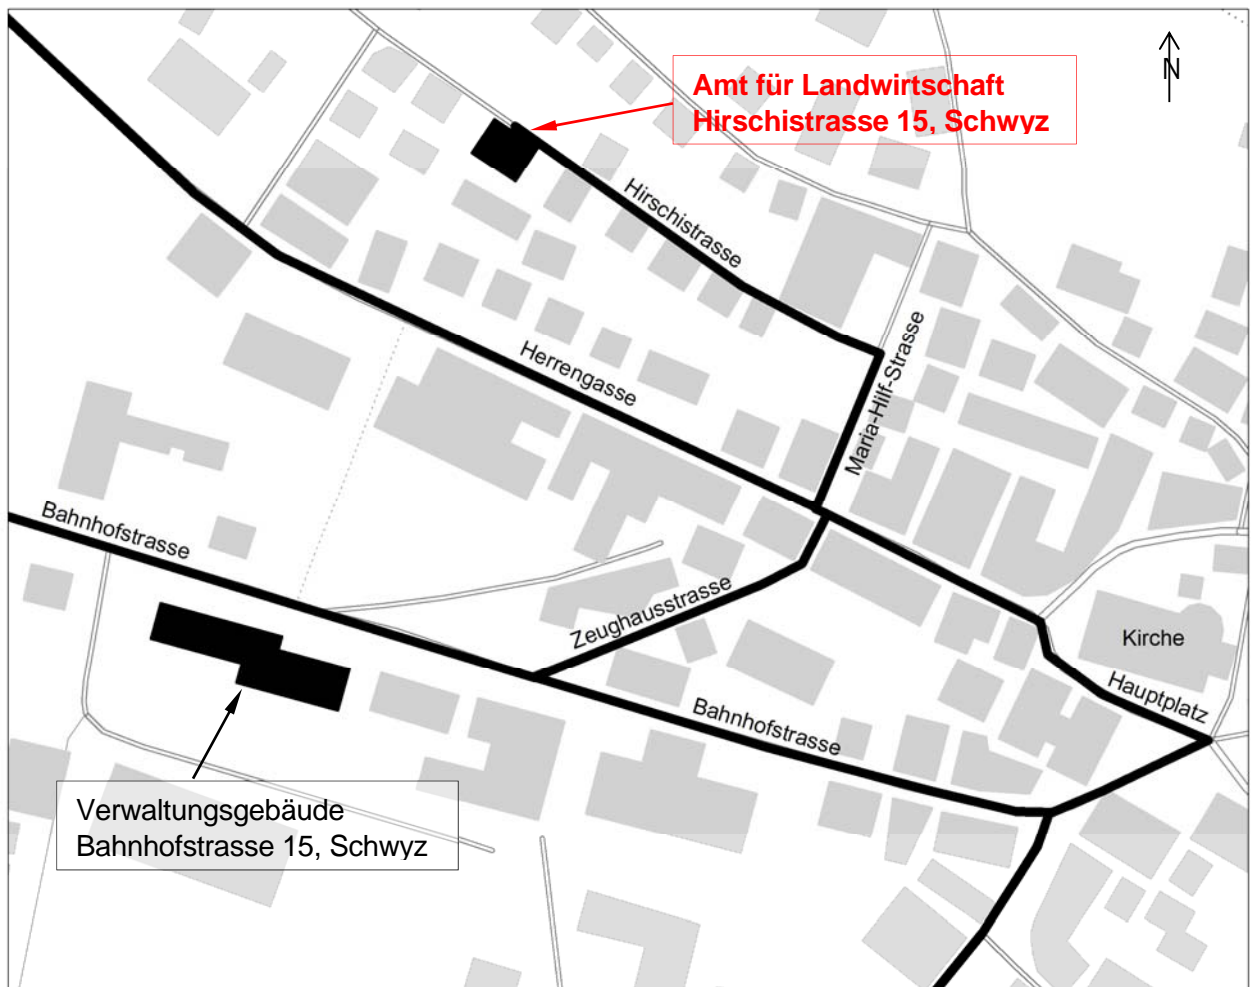 Amt für Landwirtschaft
Hirschistrasse 15, Schwyz
N
Hirschistrasse
Maria-Hilf-Strasse
Herrengasse
Bahnhofstrasse
Zeughausstrasse
Kirche
Hauptplatz
Bahnhofstrasse
Verwaltungsgebäude
Bahnhofstrasse 15, Schwyz